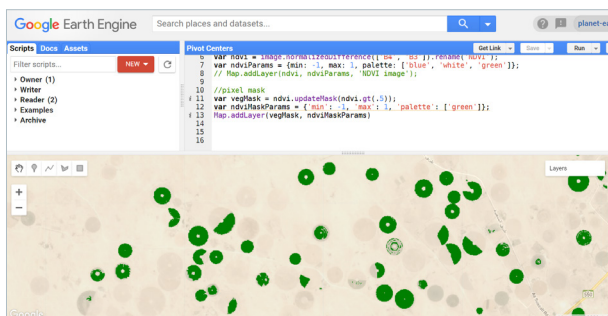 Google Earth Engine
Search places and datasets...
planet-ea
Scripts Docs Assets
Pivot Centers
Get Link
Save
Run
Filter scripts...
NEW
Owner (1)
Writer
Reader (2)
Examples
Archive
6 var ndvi = image.normalizedDifference(['B4', 'B3']).rename('NDVI');
7 var ndviParams = {min: -1, max: 1, palette: ['blue', 'white', 'green']};
8 // Map.addLayer(ndvi, ndviParams, 'NDVI image');
9
10 //pixel mask
i 11 var vegMask = ndvi.updateMask(ndvi.gt(.5));
12 var ndviMaskParams = {'min': -1, 'max': 1, 'palette': ['green']};
i 13 Map.addLayer(vegMask, ndviMaskParams)
14
15
16
Layers
+
−
Google